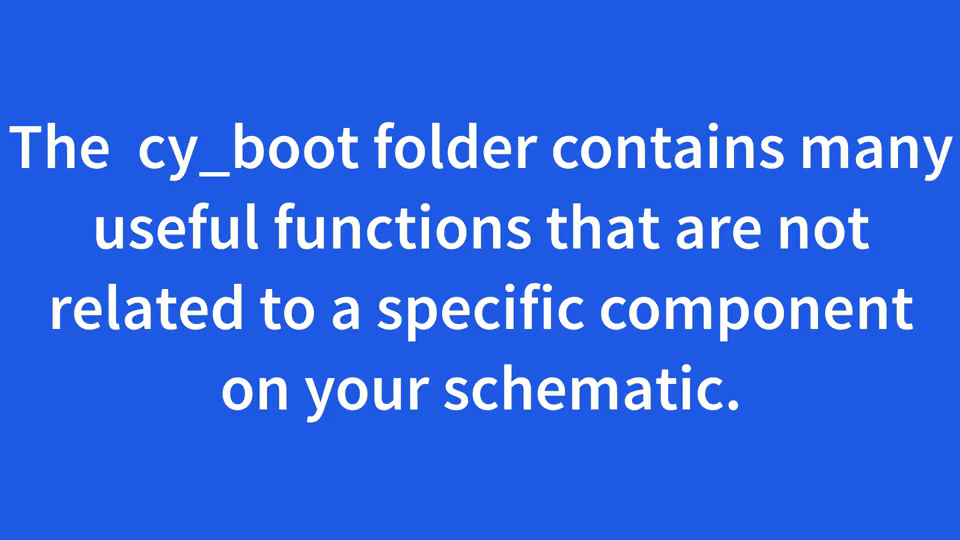 The  cy_boot folder contains many
useful functions that are not
related to a specific component
on your schematic.